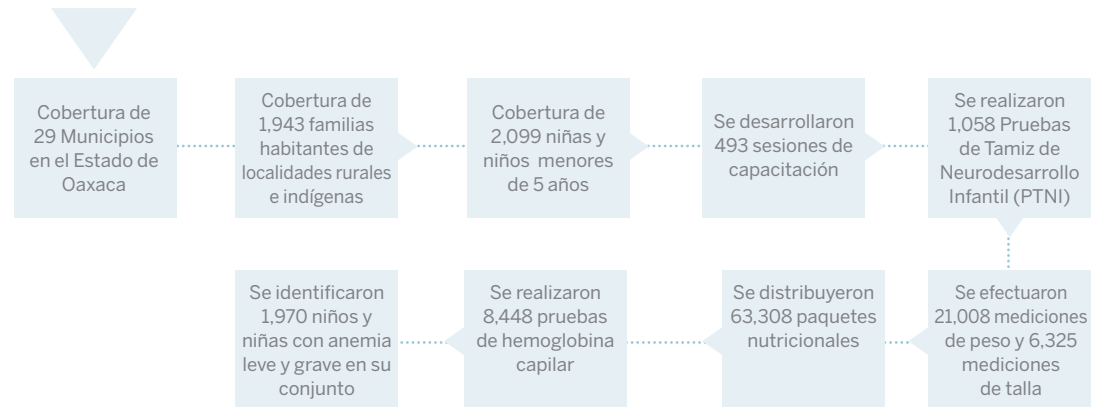 Cobertura de
29 Municipios
en el Estado de
Oaxaca
Cobertura de
1,943 familias
habitantes de
localidades rurales
e indígenas
Cobertura de
2,099 niñas y
niños menores
de 5 años
Se desarrollaron
493 sesiones de
capacitación
Se realizaron
1,058 Pruebas
de Tamiz de
Neurodesarrollo
Infantil (PTNI)
Se efectuaron
21,008 mediciones
de peso y 6,325
mediciones
de talla
Se distribuyeron
63,308 paquetes
nutricionales
Se realizaron
8,448 pruebas
de hemoglobina
capilar
Se identificaron
1,970 niños y
niñas con anemia
leve y grave en su
conjunto